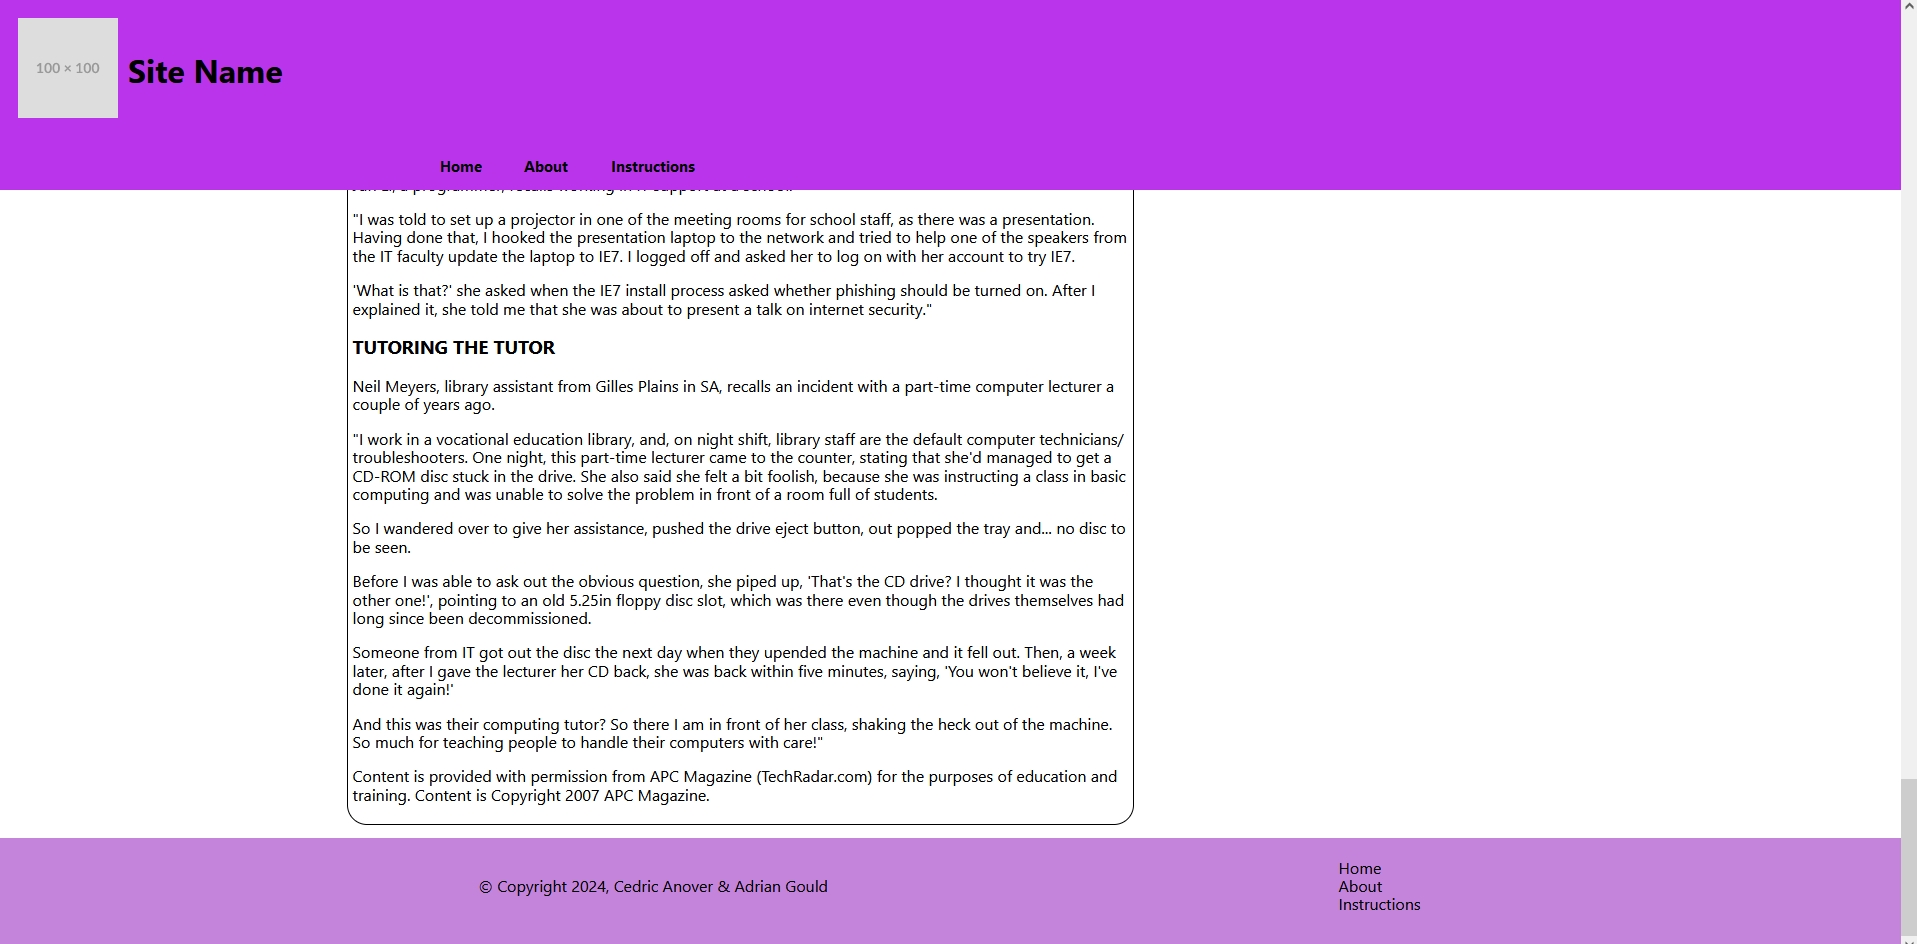 100 × 100
Site Name
Home About Instructions
"I was told to set up a projector in one of the meeting rooms for school staff, as there was a presentation.
Having done that, I hooked the presentation laptop to the network and tried to help one of the speakers from
the IT faculty update the laptop to IE7. I logged off and asked her to log on with her account to try IE7.
'What is that?' she asked when the IE7 install process asked whether phishing should be turned on. After I
explained it, she told me that she was about to present a talk on internet security."
TUTORING THE TUTOR
Neil Meyers, library assistant from Gilles Plains in SA, recalls an incident with a part-time computer lecturer a
couple of years ago.
"I work in a vocational education library, and, on night shift, library staff are the default computer technicians/
troubleshooters. One night, this part-time lecturer came to the counter, stating that she'd managed to get a
CD-ROM disc stuck in the drive. She also said she felt a bit foolish, because she was instructing a class in basic
computing and was unable to solve the problem in front of a room full of students.
So I wandered over to give her assistance, pushed the drive eject button, out popped the tray and... no disc to
be seen.
Before I was able to ask out the obvious question, she piped up, 'That's the CD drive? I thought it was the
other one!', pointing to an old 5.25in floppy disc slot, which was there even though the drives themselves had
long since been decommissioned.
Someone from IT got out the disc the next day when they upended the machine and it fell out. Then, a week
later, after I gave the lecturer her CD back, she was back within five minutes, saying, 'You won't believe it, I've
done it again!'
And this was their computing tutor? So there I am in front of her class, shaking the heck out of the machine.
So much for teaching people to handle their computers with care!"
Content is provided with permission from APC Magazine (TechRadar.com) for the purposes of education and
training. Content is Copyright 2007 APC Magazine.
© Copyright 2024, Cedric Anover & Adrian Gould
Home
About
Instructions